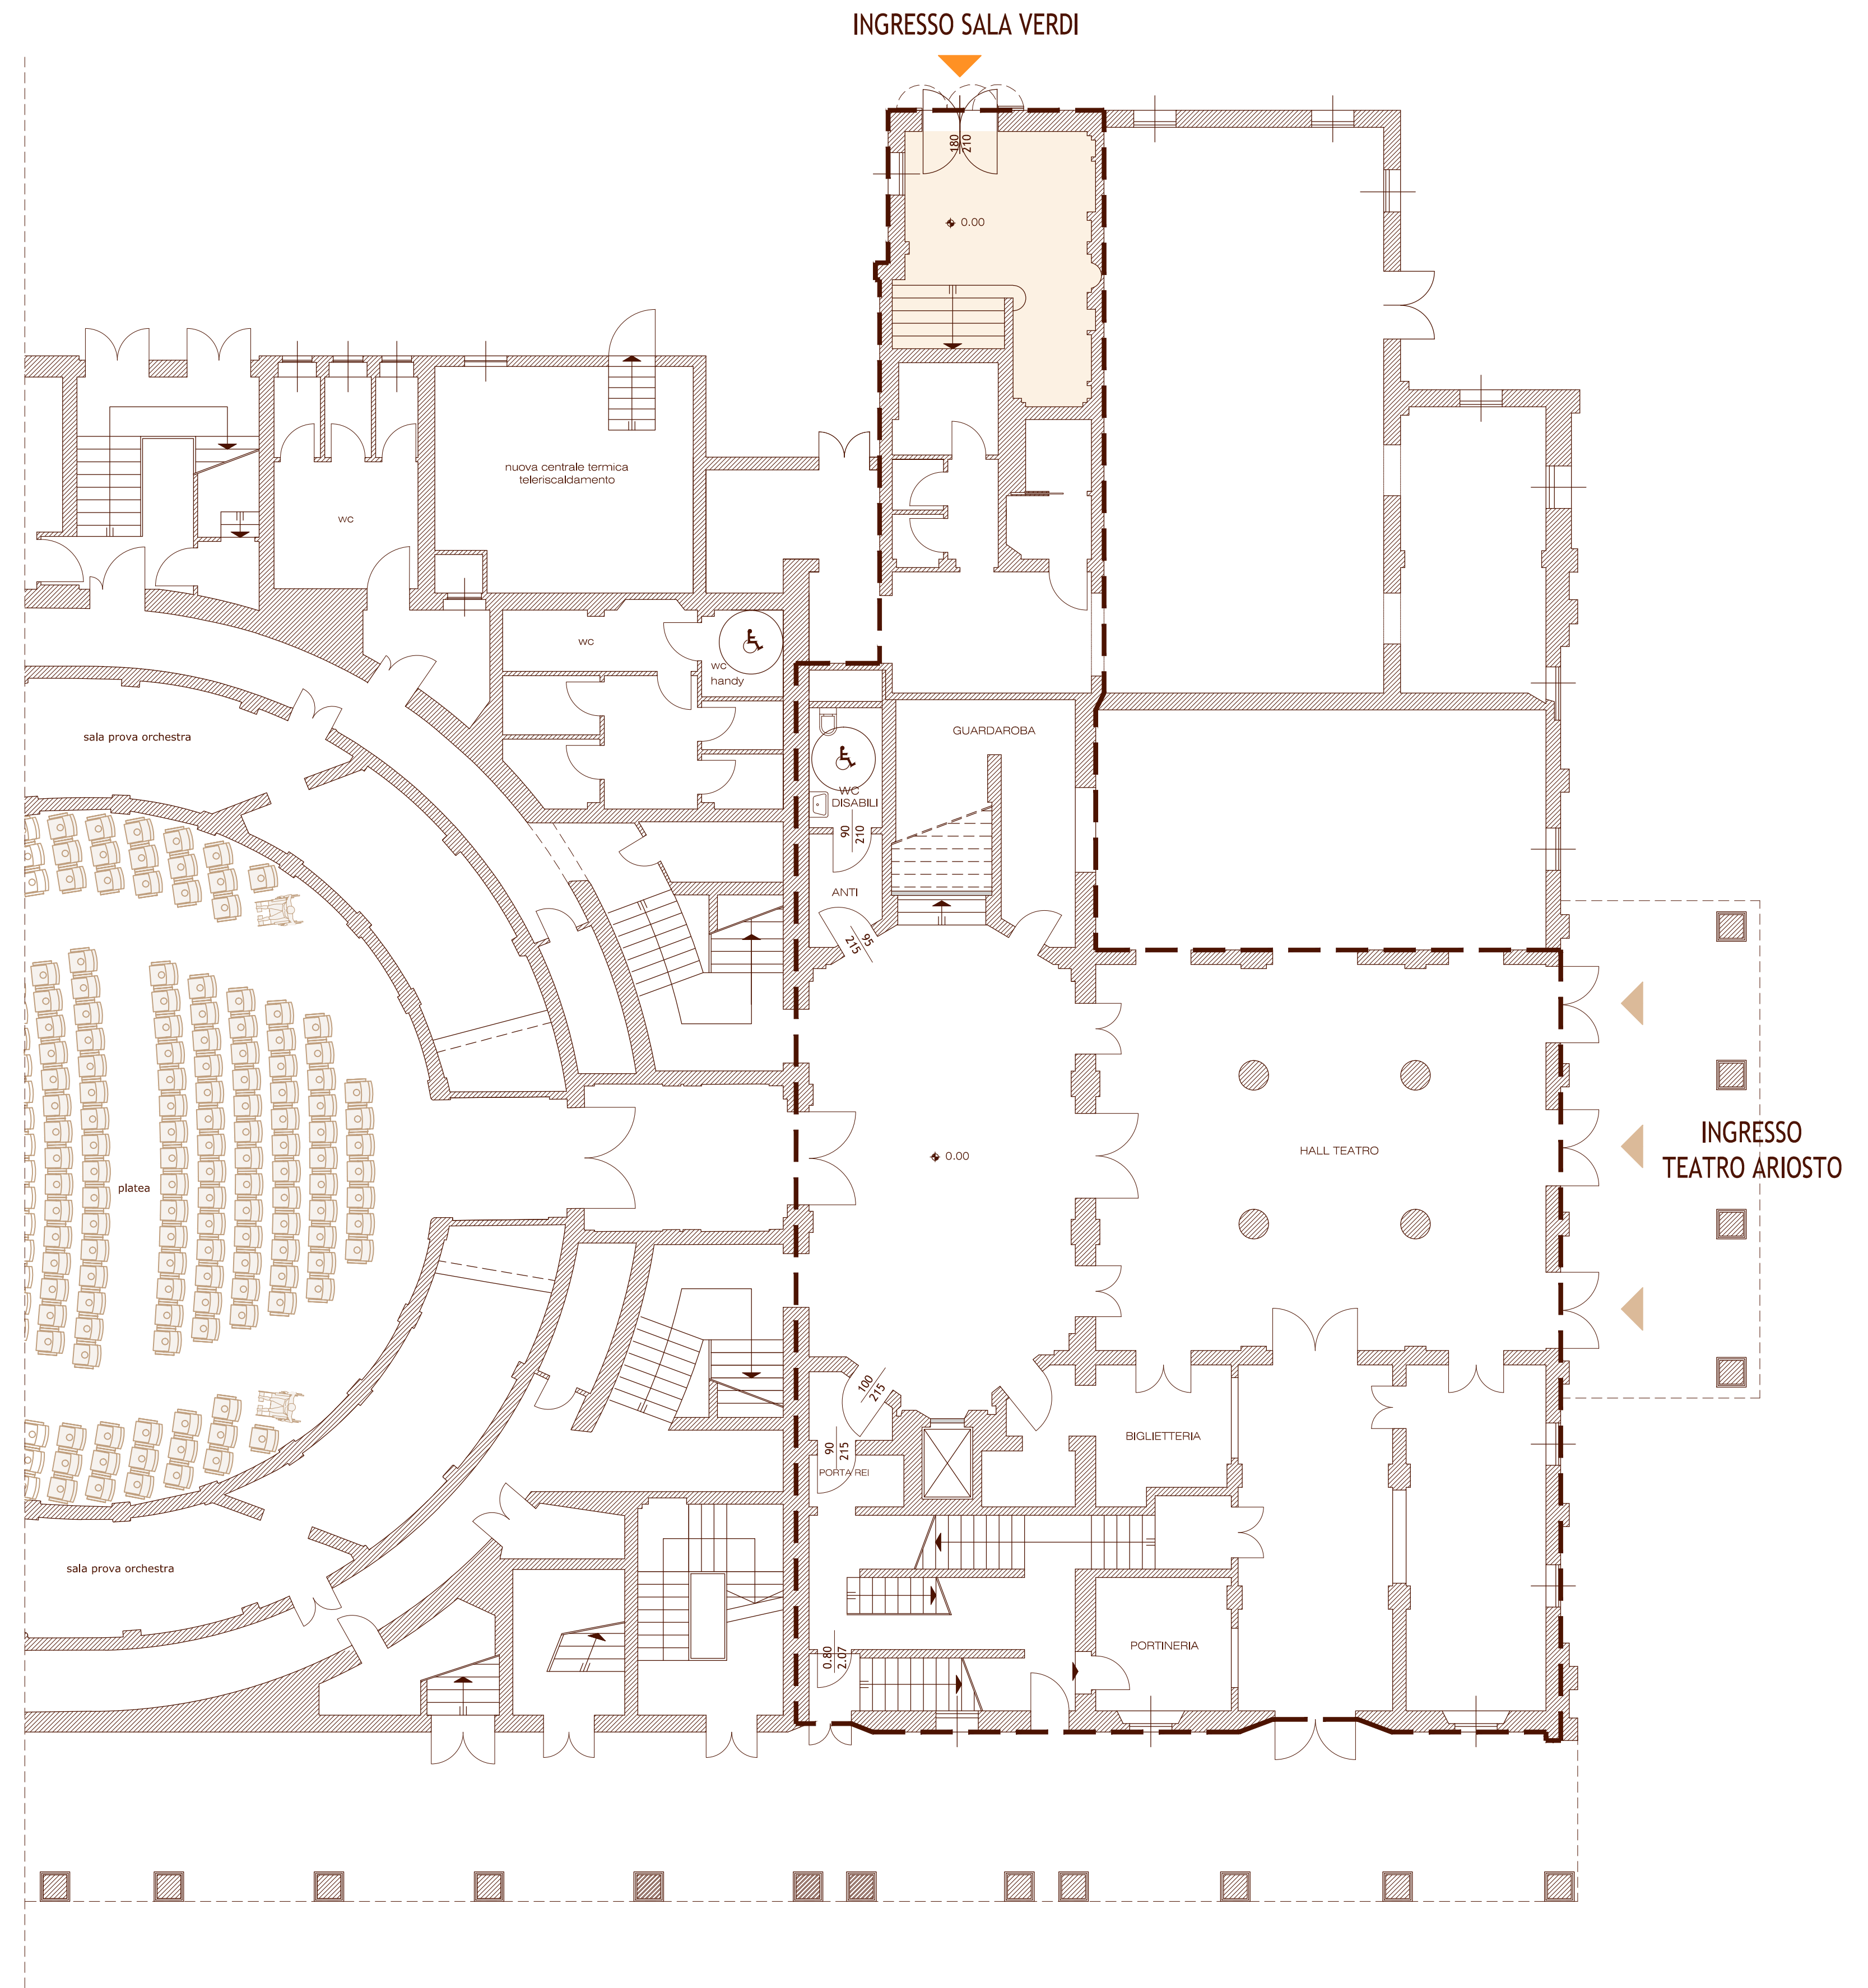 INGRESSO SALA VERDI
180
210
0.00
nuova centrale termica
teleriscaldamento
wc
wc
wc
handy
sala prova orchestra
GUARDAROBA
WC
DISABILI
90
210
ANTI
95
215
0.00
HALL TEATRO
INGRESSO
TEATRO ARIOSTO
platea
100
215
90
215
PORTA REI
BIGLIETTERIA
sala prova orchestra
0.80
2.07
PORTINERIA